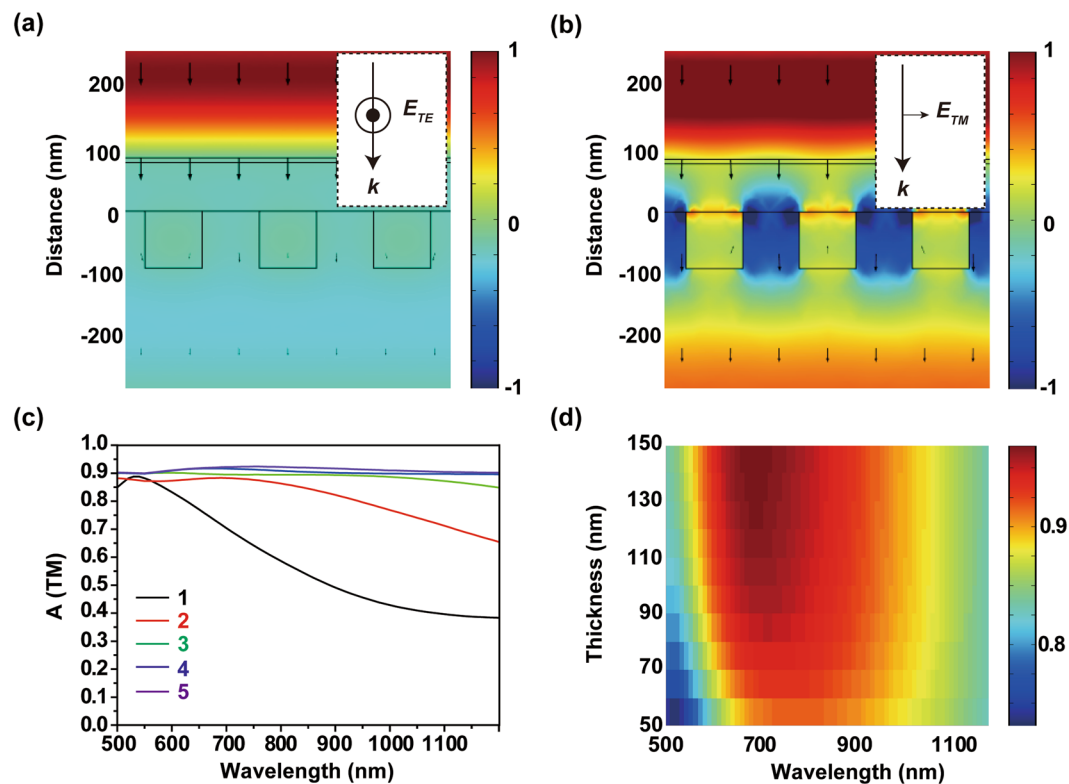 (a)
Distance (nm)
200
100
0
-100
-200
E_TE
k
1
0
-1
(b)
Distance (nm)
200
100
0
-100
-200
E_TM
k
1
0
-1
(c)
A (TM)
1.0
0.9
0.8
0.7
0.6
0.5
0.4
0.3
0.2
0.1
0.0
1
2
3
4
5
500 600 700 800 900 1000 1100
Wavelength (nm)
(d)
Thickness (nm)
150
130
110
90
70
50
500 700 900 1100
Wavelength (nm)
0.9
0.8